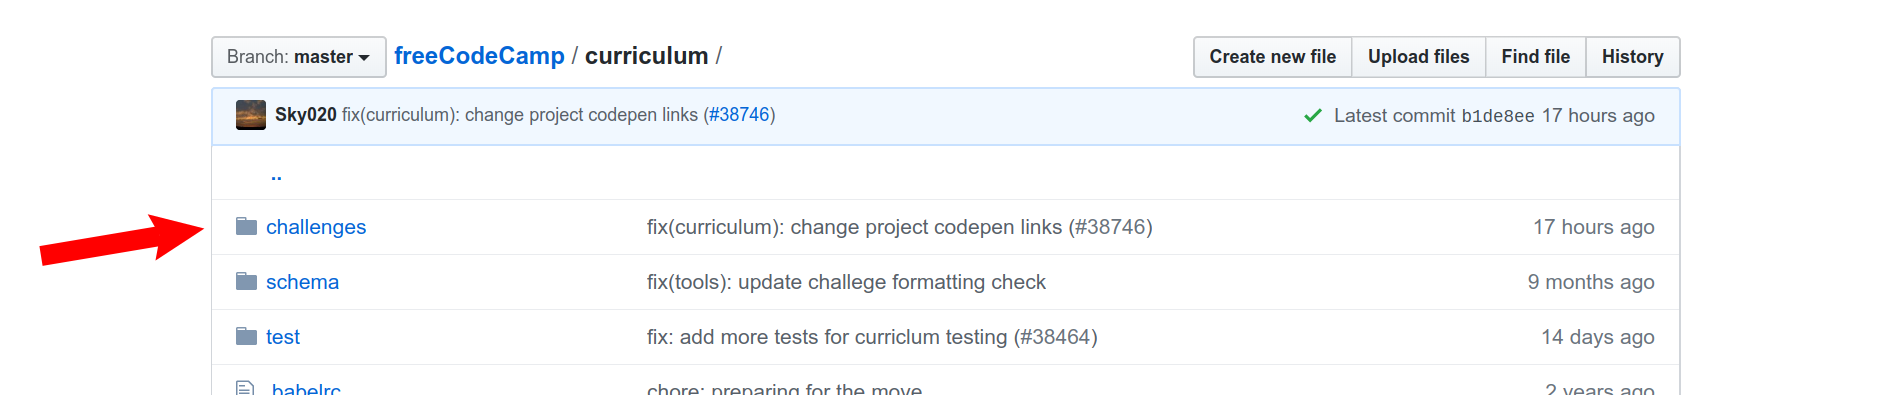 Branch: master freeCodeCamp / curriculum / Create new file Upload files Find file History
Sky020 fix(curriculum): change project codepen links (#38746) Latest commit b1de8ee 17 hours ago
..
challenges fix(curriculum): change project codepen links (#38746) 17 hours ago
schema fix(tools): update challege formatting check 9 months ago
test fix: add more tests for curriclum testing (#38464) 14 days ago
.babelrc chore: preparing for the move 2 years ago